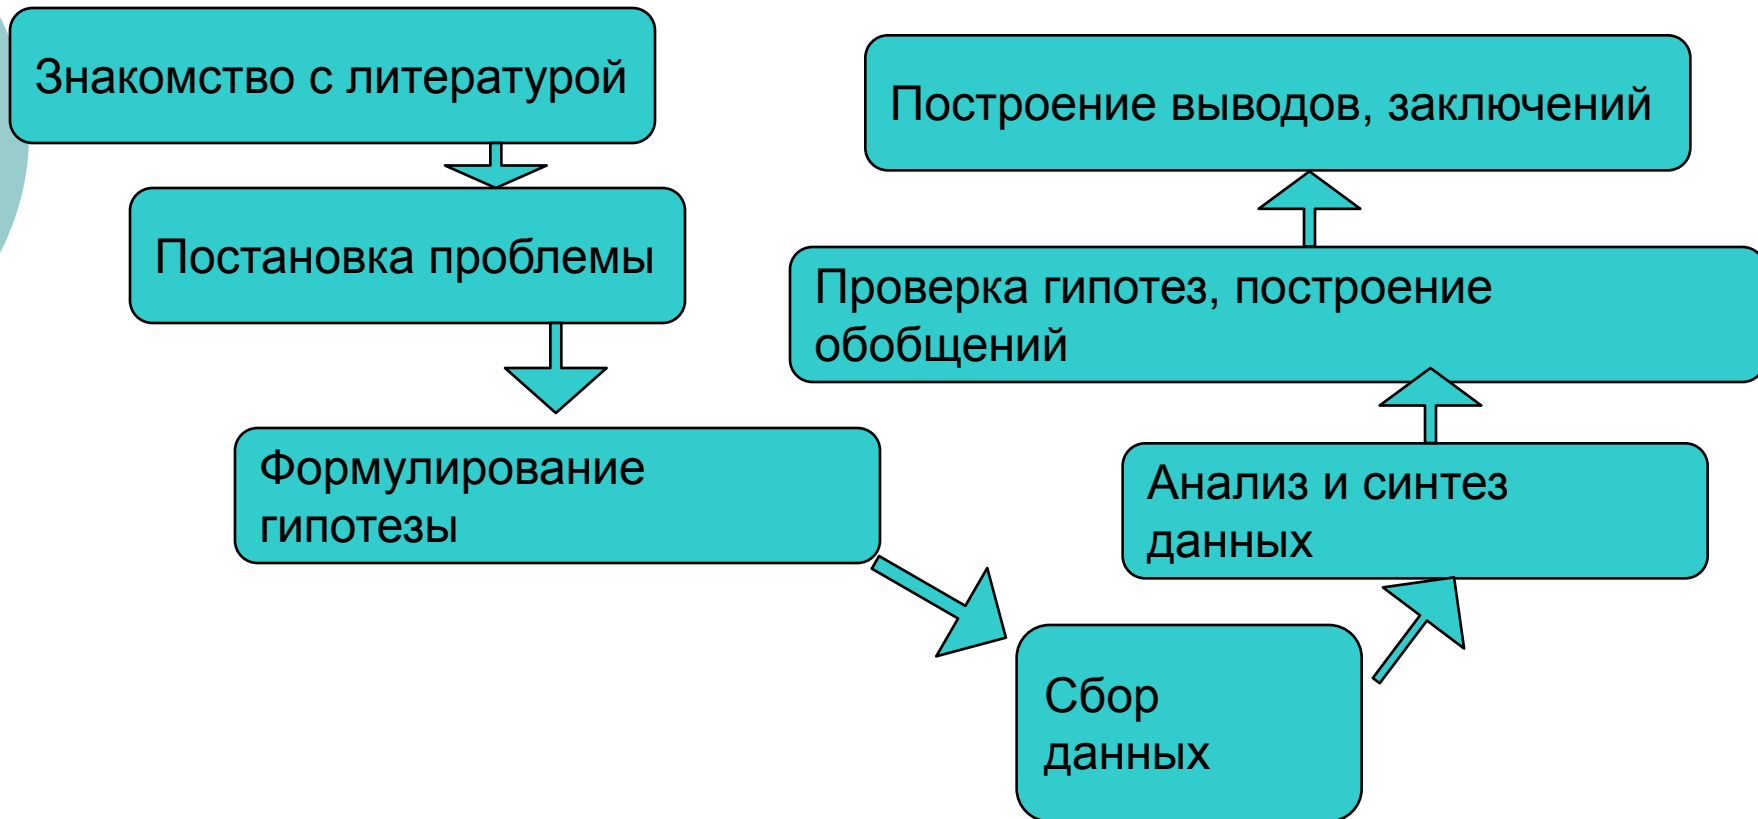 Знакомство с литературой
Постановка проблемы
Формулирование
гипотезы
Сбор
данных
Анализ и синтез
данных
Проверка гипотез, построение
обобщений
Построение выводов, заключений